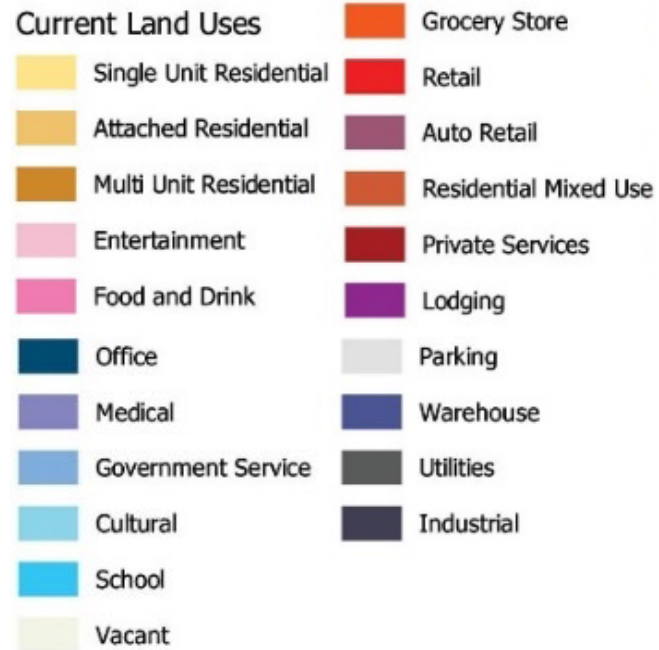 Current Land Uses
Single Unit Residential
Attached Residential
Multi Unit Residential
Entertainment
Food and Drink
Office
Medical
Government Service
Cultural
School
Vacant
Grocery Store
Retail
Auto Retail
Residential Mixed Use
Private Services
Lodging
Parking
Warehouse
Utilities
Industrial